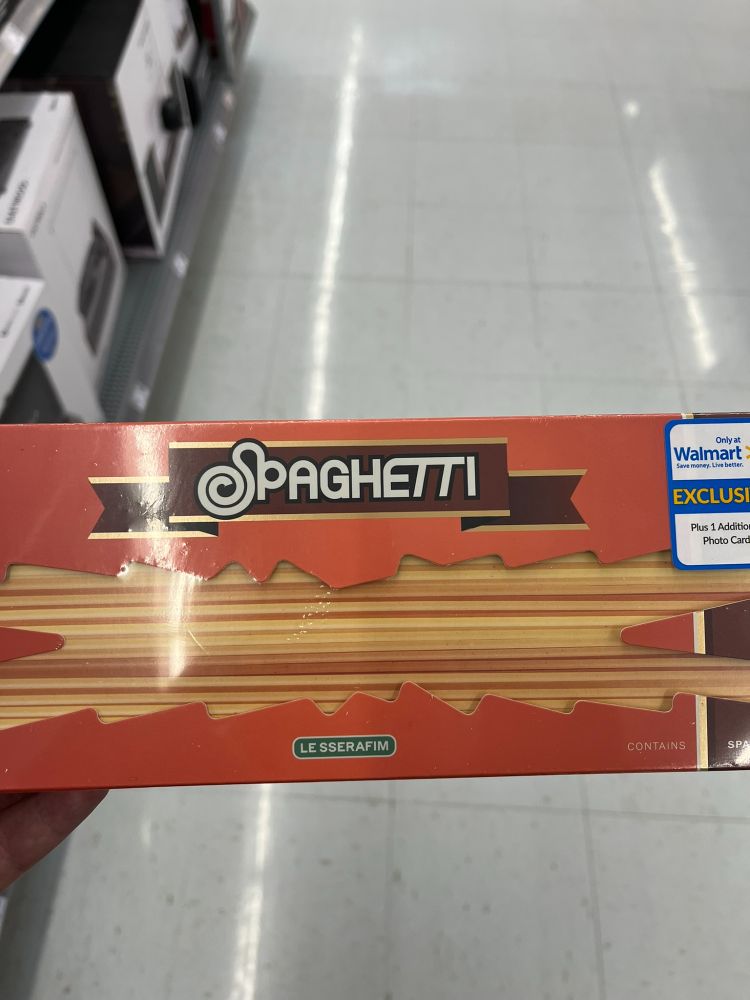 SPAGHETTI
Only at
Walmart
Save money. Live better.
EXCLUSI
Plus 1 Additio
Photo Card
LE SSERAFIM
CONTAINS
SPA